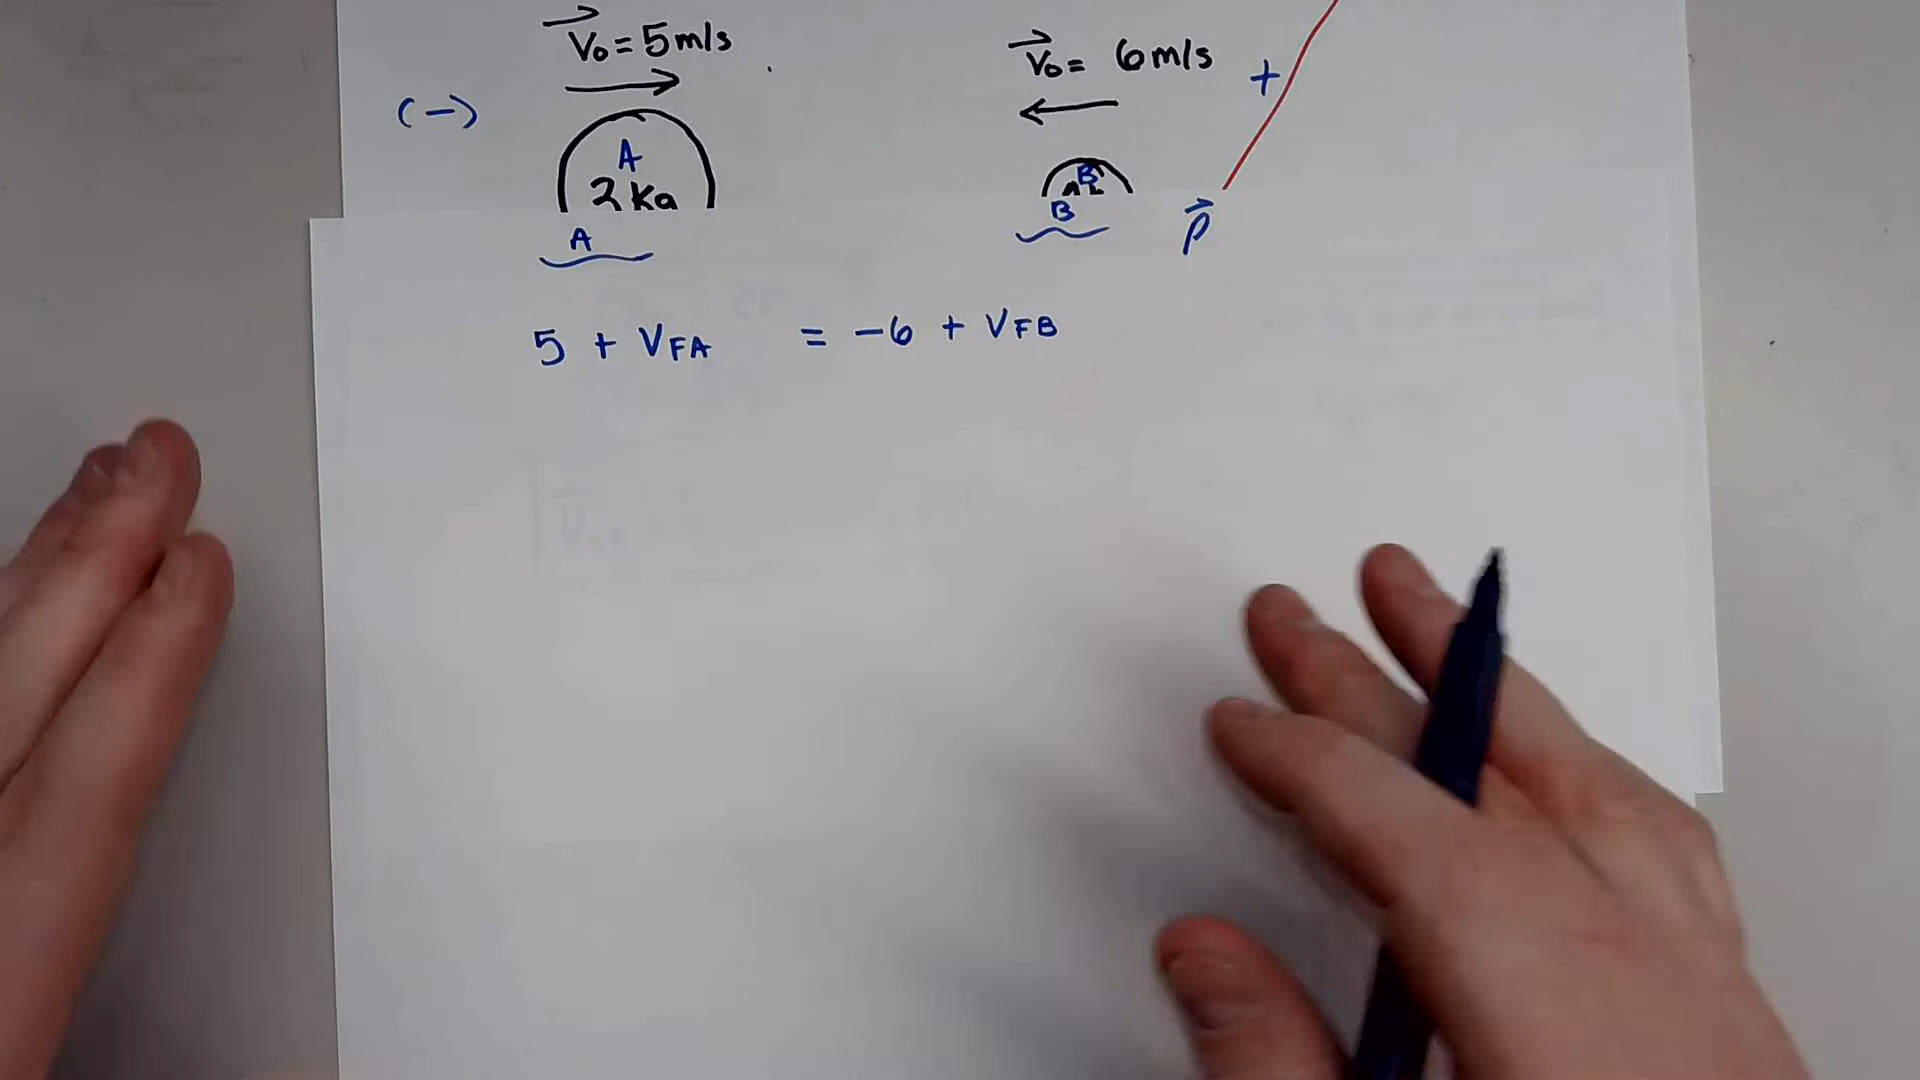 V₀ = 5 m/s
V₀ = 6 m/s
(-)
+
A
2 Kg
B
A
B
P
5 + VFA = -6 + VFB